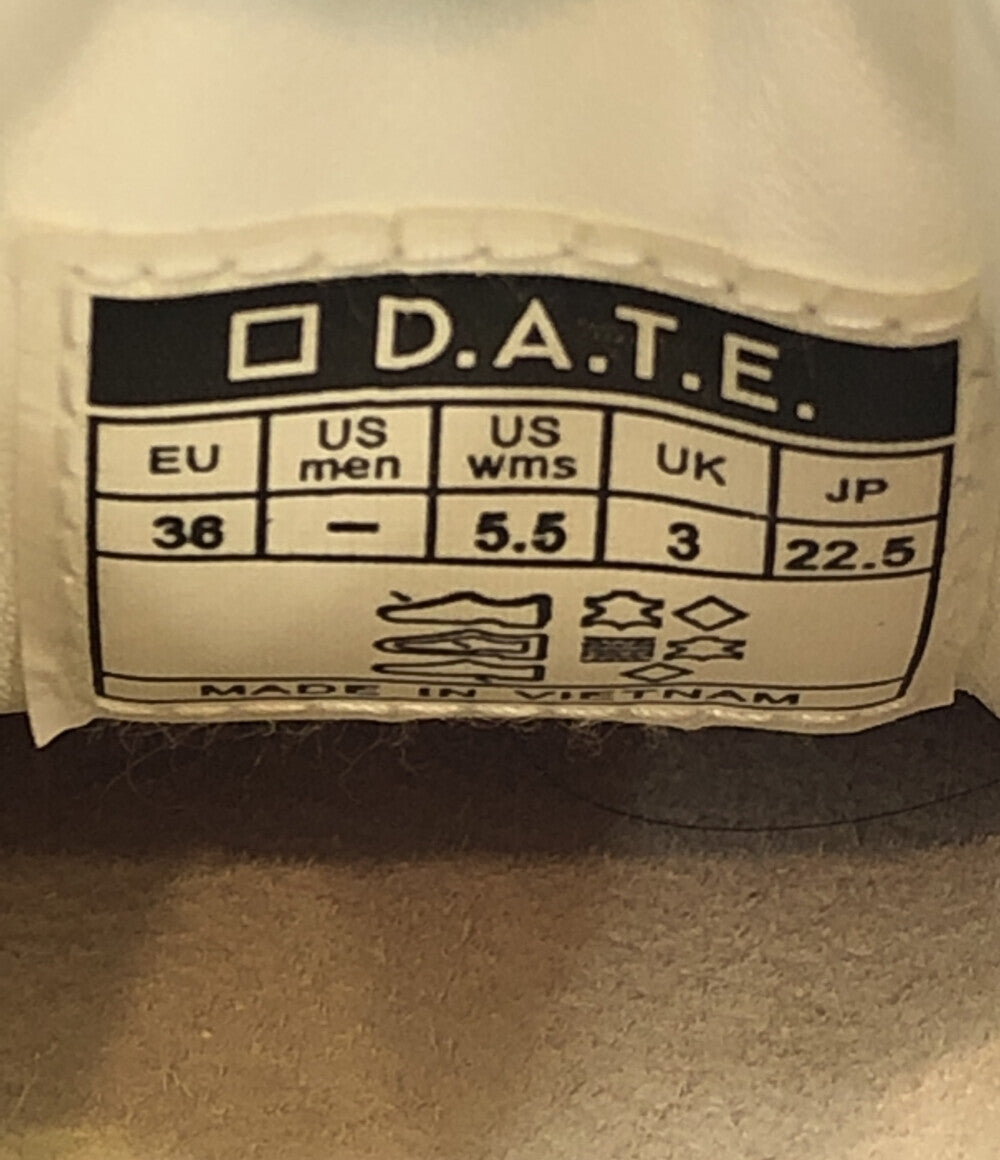 D.A.T.E.
EU US men US wms UK JP
36 – 5.5 3 22.5
MADE IN VIETNAM